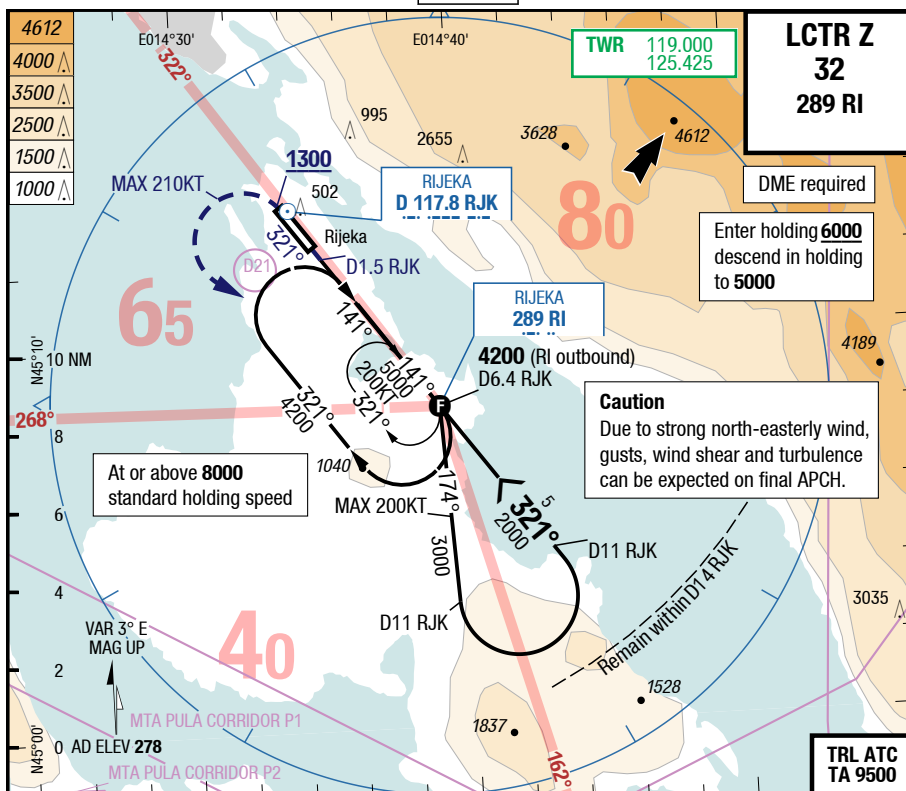 4612
4000
3500
2500
1500
1000
E014°30'
E014°40'
322°
TWR 119.000
125.425
LCTR Z
32
289 RI
995
2655
3628
4612
DME required
MAX 210KT
1300
502
RIJEKA
D 117.8 RJK
80
Enter holding 6000
descend in holding
to 5000
321°
Rijeka
D21
D1.5 RJK
65
141°
RIJEKA
289 RI
4189
N45°10'
10 NM
4200 (RI outbound)
D6.4 RJK
141°
5000
200KT
321°
321°
4200
F
268°
8
Caution
Due to strong north-easterly wind,
gusts, wind shear and turbulence
can be expected on final APCH.
At or above 8000
standard holding speed
1040
174°
MAX 200KT
3000
5
321°
2000
6
D11 RJK
D11 RJK
Remain within D14 RJK
4
3035
VAR 3° E
MAG UP
40
2
1528
MTA PULA CORRIDOR P1
1837
N45°00'
0
AD ELEV 278
MTA PULA CORRIDOR P2
162°
TRL ATC
TA 9500